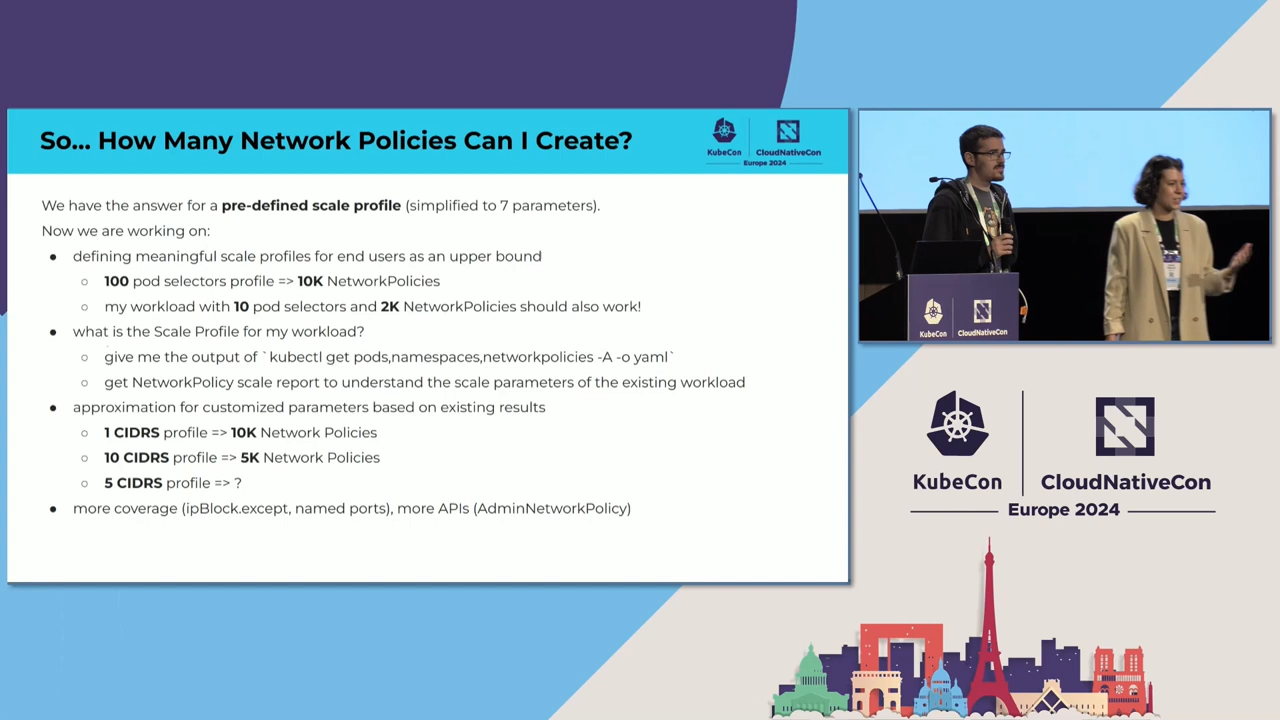 So... How Many Network Policies Can I Create?
KubeCon
CloudNativeCon
Europe 2024
We have the answer for a pre-defined scale profile (simplified to 7 parameters).
Now we are working on:
● defining meaningful scale profiles for end users as an upper bound
○ 100 pod selectors profile => 10K NetworkPolicies
○ my workload with 10 pod selectors and 2K NetworkPolicies should also work!
● what is the Scale Profile for my workload?
○ give me the output of `kubectl get pods,namespaces,networkpolicies -A -o yaml`
○ get NetworkPolicy scale report to understand the scale parameters of the existing workload
● approximation for customized parameters based on existing results
○ 1 CIDRS profile => 10K Network Policies
○ 10 CIDRS profile => 5K Network Policies
○ 5 CIDRS profile => ?
● more coverage (ipBlock.except, named ports), more APIs (AdminNetworkPolicy)
KubeCon
CloudNativeCon
KubeCon
CloudNativeCon
Europe 2024